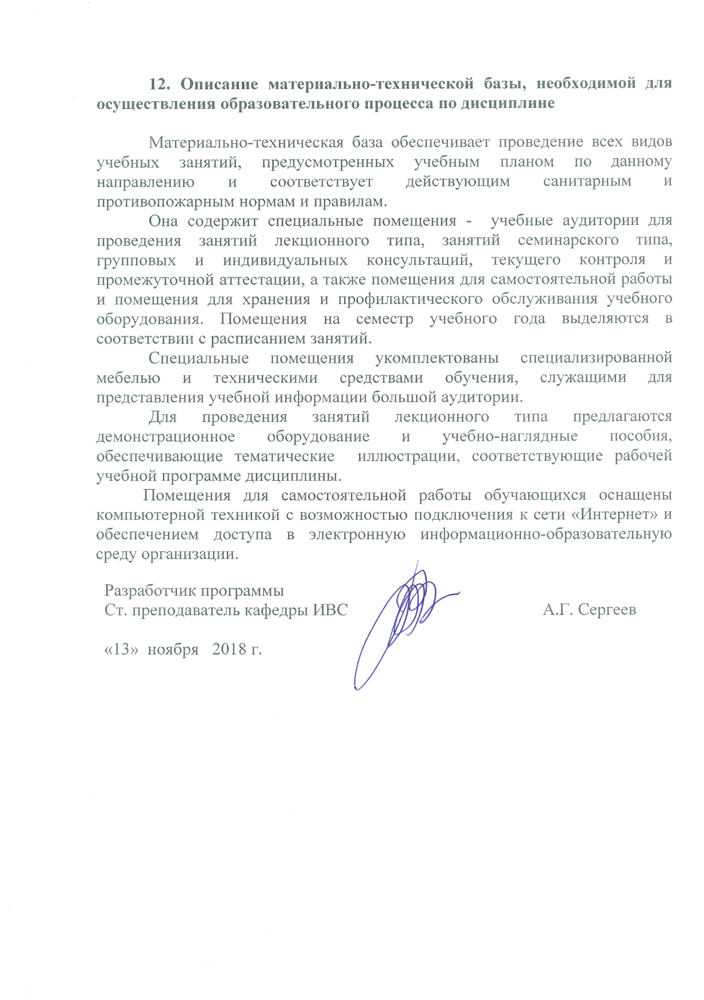 12. Описание материально-технической базы, необходимой для
осуществления образовательного процесса по дисциплине
Материально-техническая база обеспечивает проведение всех видов
учебных занятий, предусмотренных учебным планом по данному
направлению и соответствует действующим санитарным и
противопожарным нормам и правилам.
Она содержит специальные помещения - учебные аудитории для
проведения занятий лекционного типа, занятий семинарского типа,
групповых и индивидуальных консультаций, текущего контроля и
промежуточной аттестации, а также помещения для самостоятельной работы
и помещения для хранения и профилактического обслуживания учебного
оборудования. Помещения на семестр учебного года выделяются в
соответствии с расписанием занятий.
Специальные помещения укомплектованы специализированной
мебелью и техническими средствами обучения, служащими для
представления учебной информации большой аудитории.
Для проведения занятий лекционного типа предлагаются
демонстрационное оборудование и учебно-наглядные пособия,
обеспечивающие тематические иллюстрации, соответствующие рабочей
учебной программе дисциплины.
Помещения для самостоятельной работы обучающихся оснащены
компьютерной техникой с возможностью подключения к сети «Интернет» и
обеспечением доступа в электронную информационно-образовательную
среду организации.
Разработчик программы
Ст. преподаватель кафедры ИВС А.Г. Сергеев
«13» ноября 2018 г.